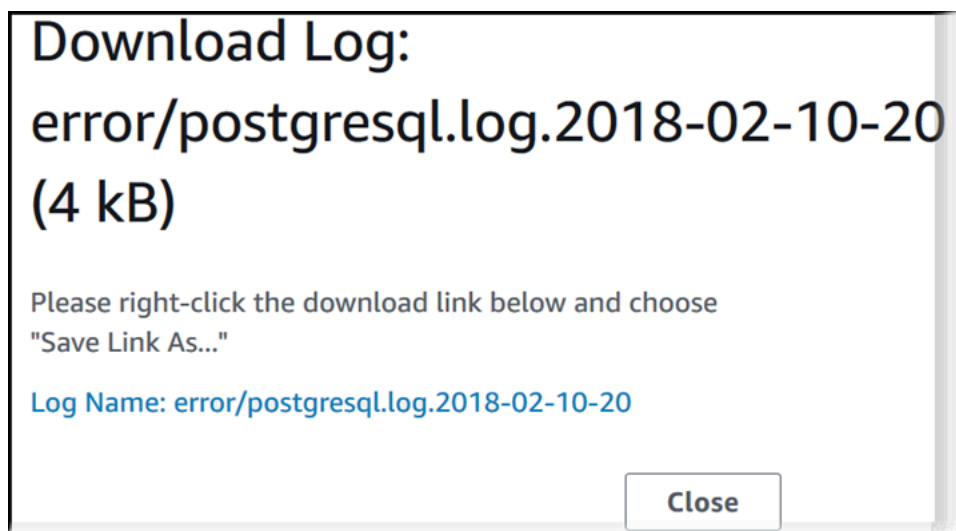 Download Log:
error/postgresql.log.2018-02-10-20
(4 kB)
Please right-click the download link below and choose
"Save Link As..."
Log Name: error/postgresql.log.2018-02-10-20
Close